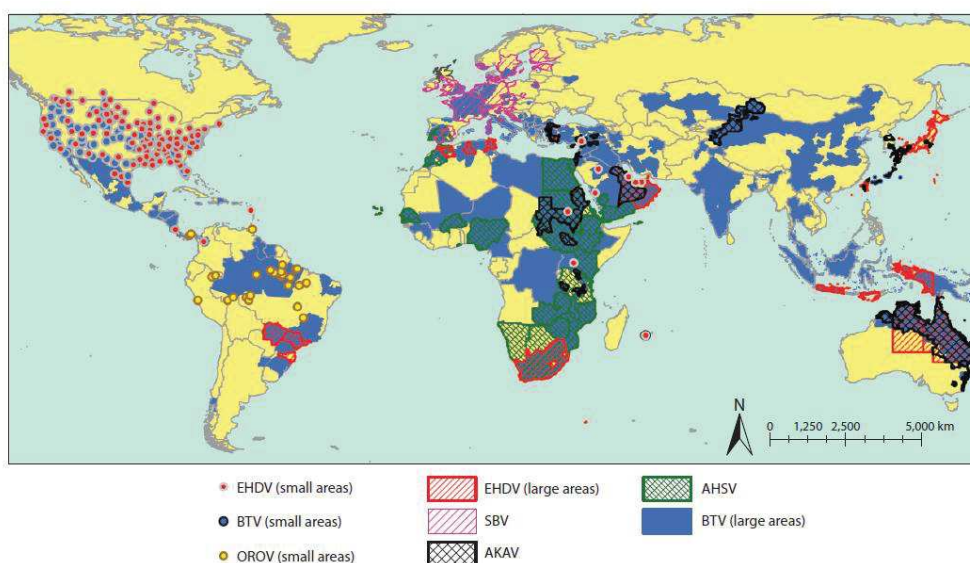 N
0 1,250 2,500 5,000 km
EHDV (small areas)
EHDV (large areas)
AHSV
BTV (small areas)
SBV
BTV (large areas)
OROV (small areas)
AKAV